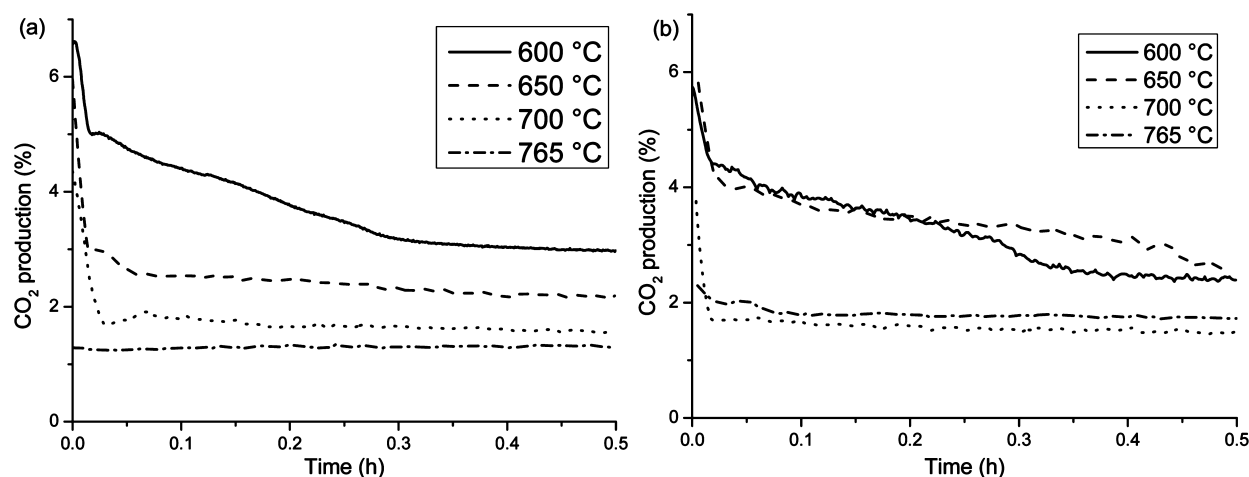 (a)
600 °C
650 °C
700 °C
765 °C
CO2 production (%)
6
4
2
0
0.0 0.1 0.2 0.3 0.4 0.5
Time (h)
(b)
600 °C
650 °C
700 °C
765 °C
CO2 production (%)
6
4
2
0
0.0 0.1 0.2 0.3 0.4 0.5
Time (h)